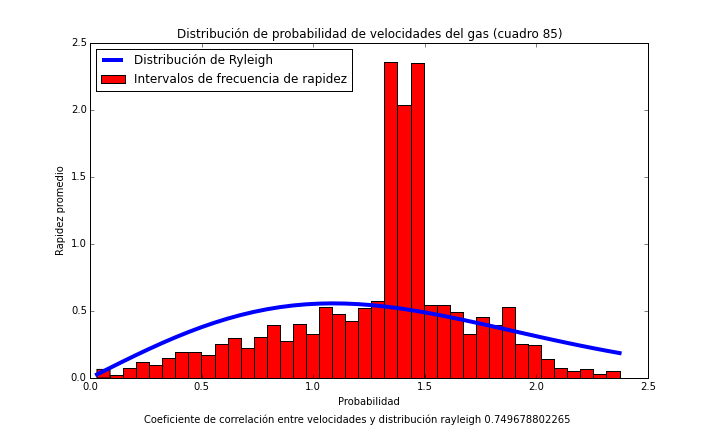 Distribución de probabilidad de velocidades del gas (cuadro 85)
2.5
Distribución de Ryleigh
Intervalos de frecuencia de rapidez
2.0
1.5
1.0
0.5
0.0
Rapidez promedio
0.0 0.5 1.0 1.5 2.0 2.5
Probabilidad
Coeficiente de correlación entre velocidades y distribución rayleigh 0.749678802265